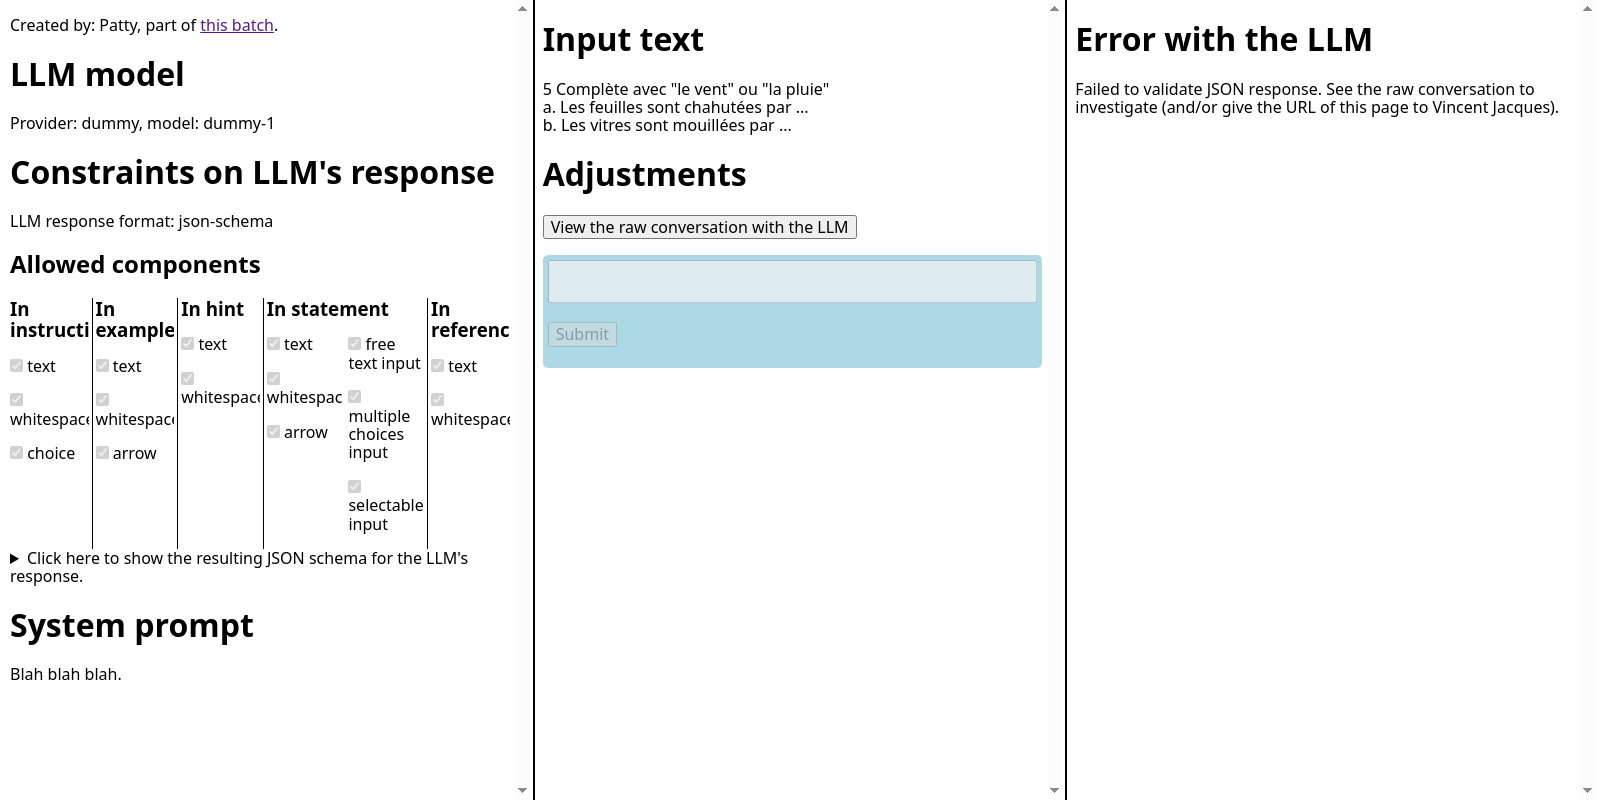 Created by: Patty, part of this batch.
LLM model
Provider: dummy, model: dummy-1
Constraints on LLM's response
LLM response format: json-schema
Allowed components
In
instructi
text
whitespace
choice
In
example
text
whitespace
arrow
In hint
text
whitespace
In statement
text
whitespac
arrow
free
text input
multiple
choices
input
selectable
input
In
referenc
text
whitespace
Click here to show the resulting JSON schema for the LLM's
response.
System prompt
Blah blah blah.
Input text
5 Complète avec "le vent" ou "la pluie"
a. Les feuilles sont chahutées par ...
b. Les vitres sont mouillées par ...
Adjustments
View the raw conversation with the LLM
Submit
Error with the LLM
Failed to validate JSON response. See the raw conversation to
investigate (and/or give the URL of this page to Vincent Jacques).